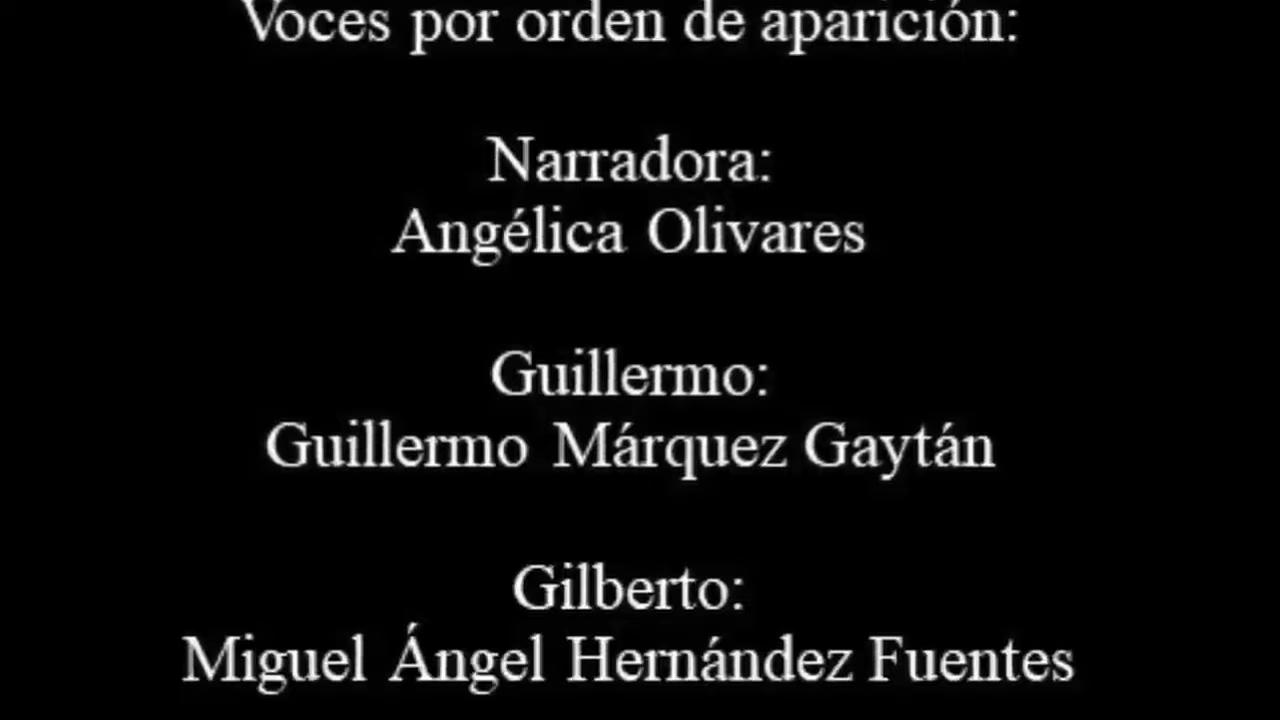 Voces por orden de aparición:
Narradora:
Angélica Olivares
Guillermo:
Guillermo Márquez Gaytán
Gilberto:
Miguel Ángel Hernández Fuentes